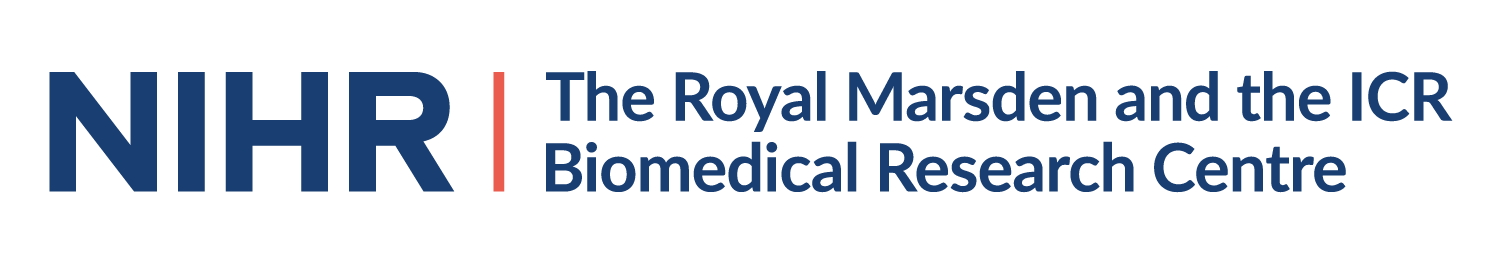 NIHR
The Royal Marsden and the ICR
Biomedical Research Centre